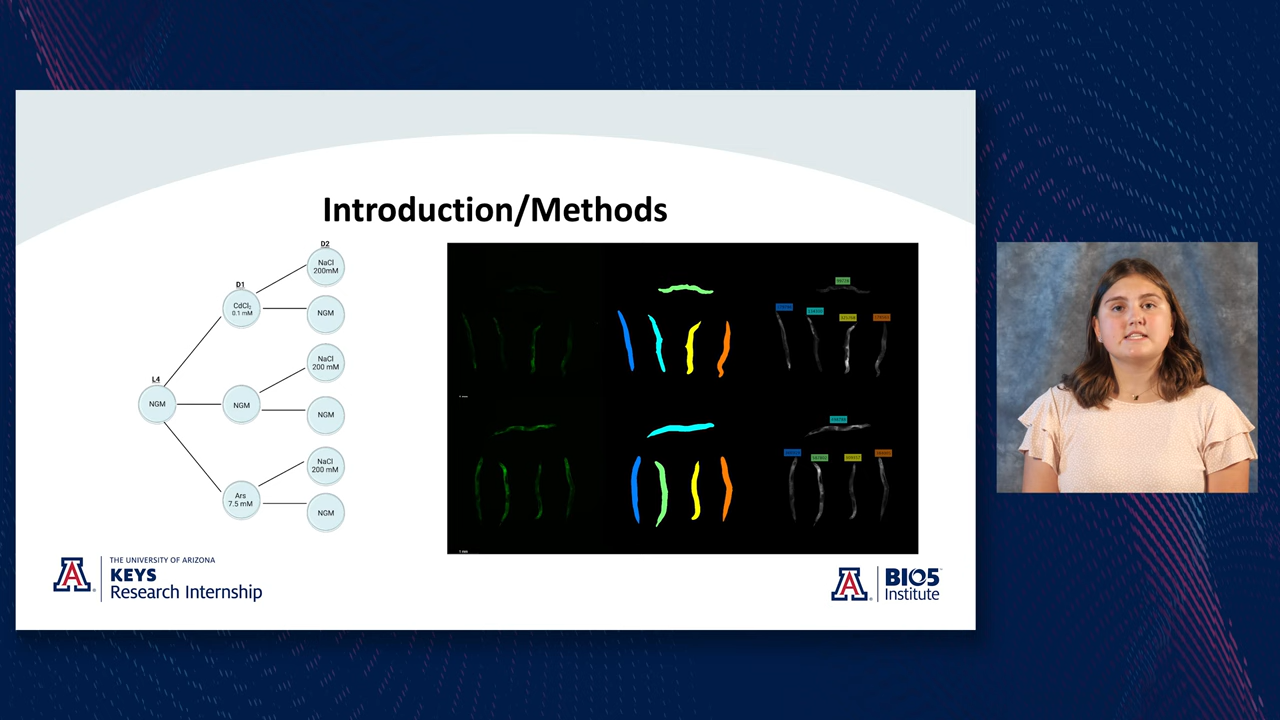 Introduction/Methods
D2
NaCl
200mM
D1
CdCl₂
0.1 mM
NGM
NaCl
200 mM
L4
NGM
NGM
NGM
NaCl
200 mM
Ars
7.5 mM
NGM
THE UNIVERSITY OF ARIZONA
KEYS
Research Internship
BIO5
Institute